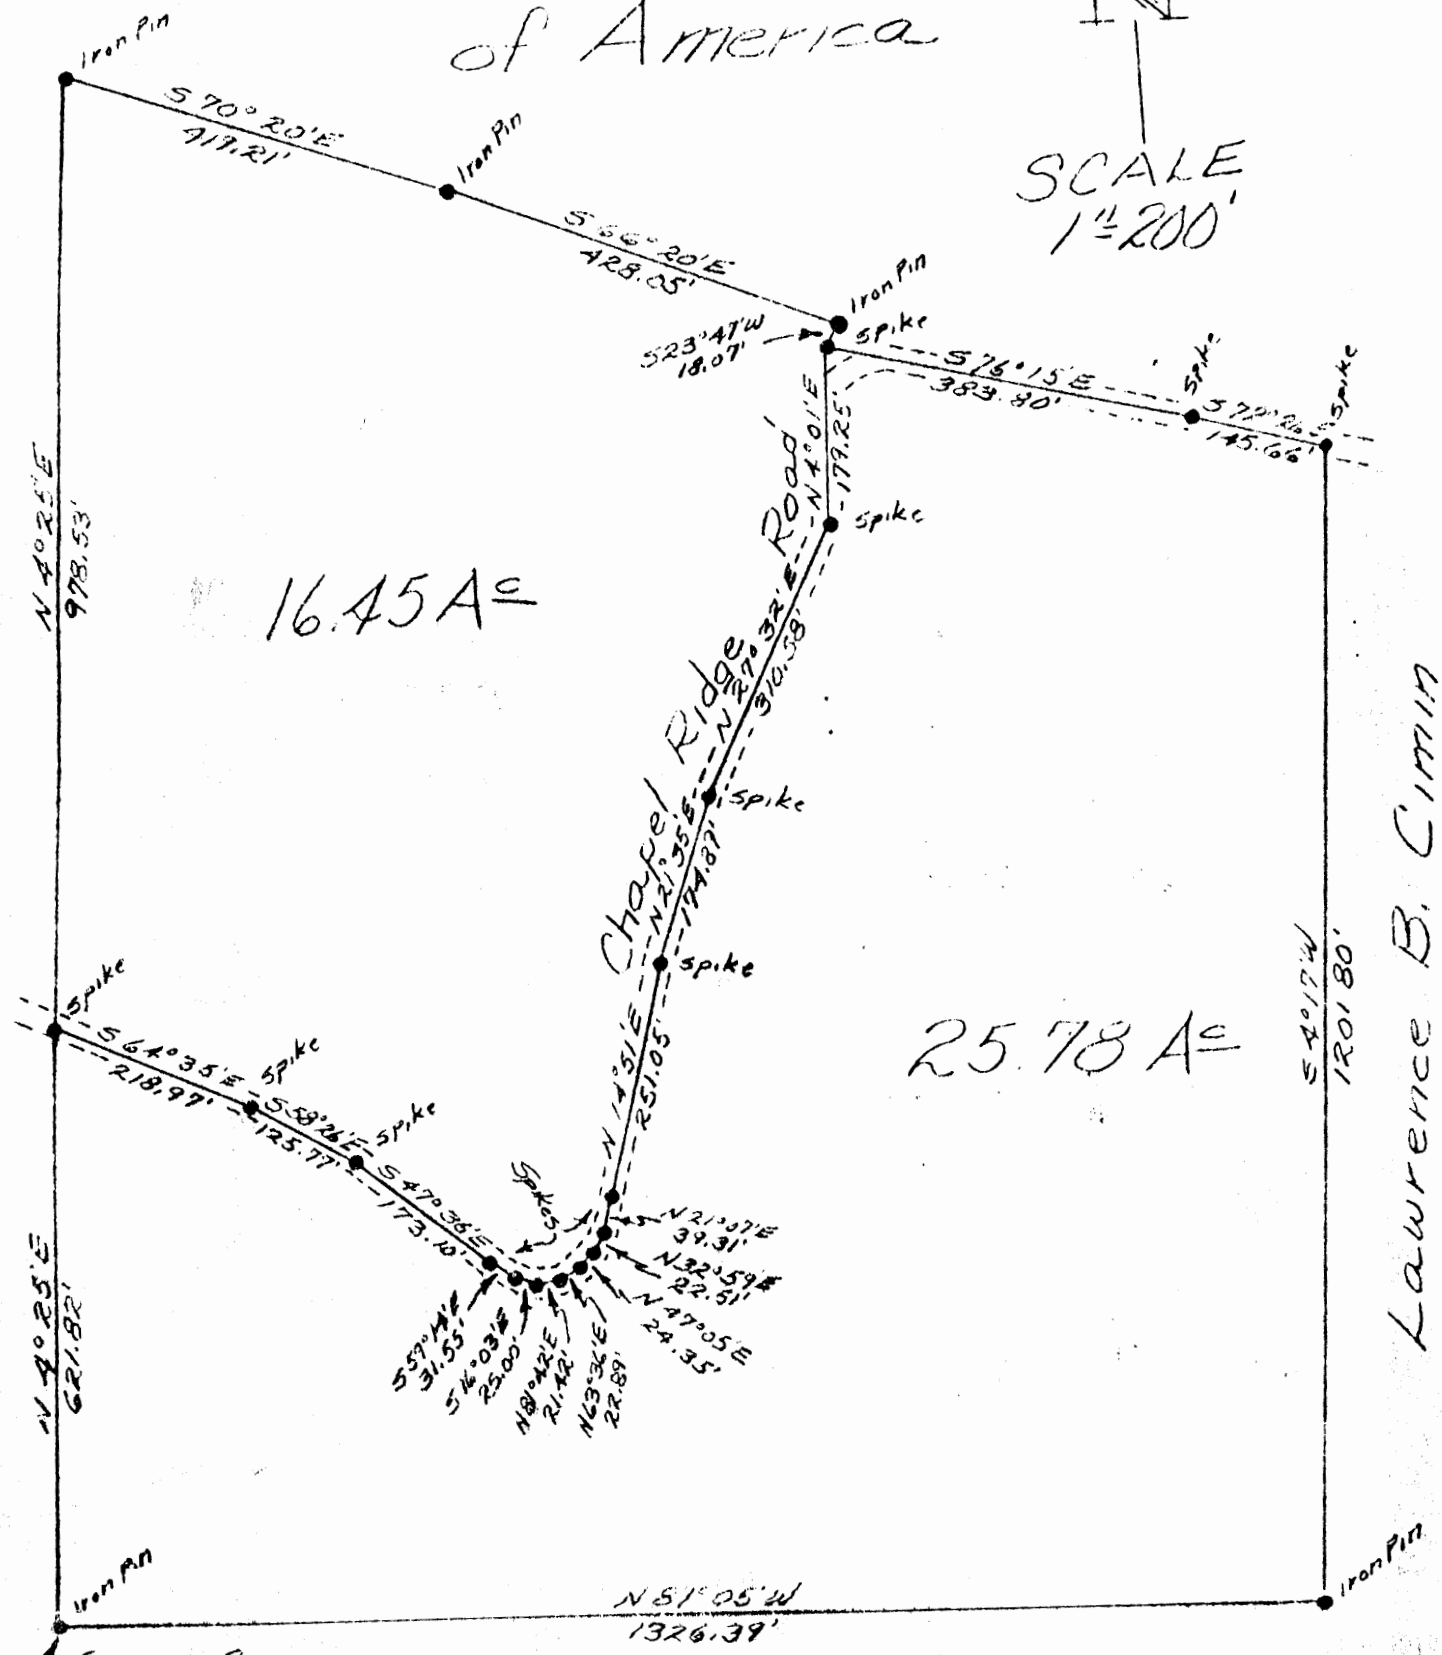 of America
N
SCALE
1"=200'
Iron Pin
S 70° 20' E
419.21'
Iron Pin
S 66° 20' E
428.05'
Iron Pin
S23°47'W
18.07'
Spike
S 76° 15' E
383.80'
Spike
145.66'
Spike
N 4° 01' E
179.25'
Spike
N 4° 25' E
978.53'
16.45 Ac
Chapel Ridge Road
N 27° 32' E
310.58'
Spike
N 21° 35' E
174.87'
Spike
N 14° 51' E
251.05'
25.78 Ac
S 4° 17' W
1201.80'
Lawrence B. Cimin
Spike
S 64° 35' E
218.97'
Spike
S 58° 26' E
125.77'
Spike
S 47° 36' E
173.10'
Spikes
N 21° 07' E
39.31'
N 32° 59' E
22.51'
N 47° 05' E
24.35'
S 59° 14' E
31.55'
25.00'
N 81° 42' E
21.42'
N 63° 36' E
22.89'
N 4° 25' E
621.82'
Iron Pin
N 81° 05' W
1326.39'
Iron Pin